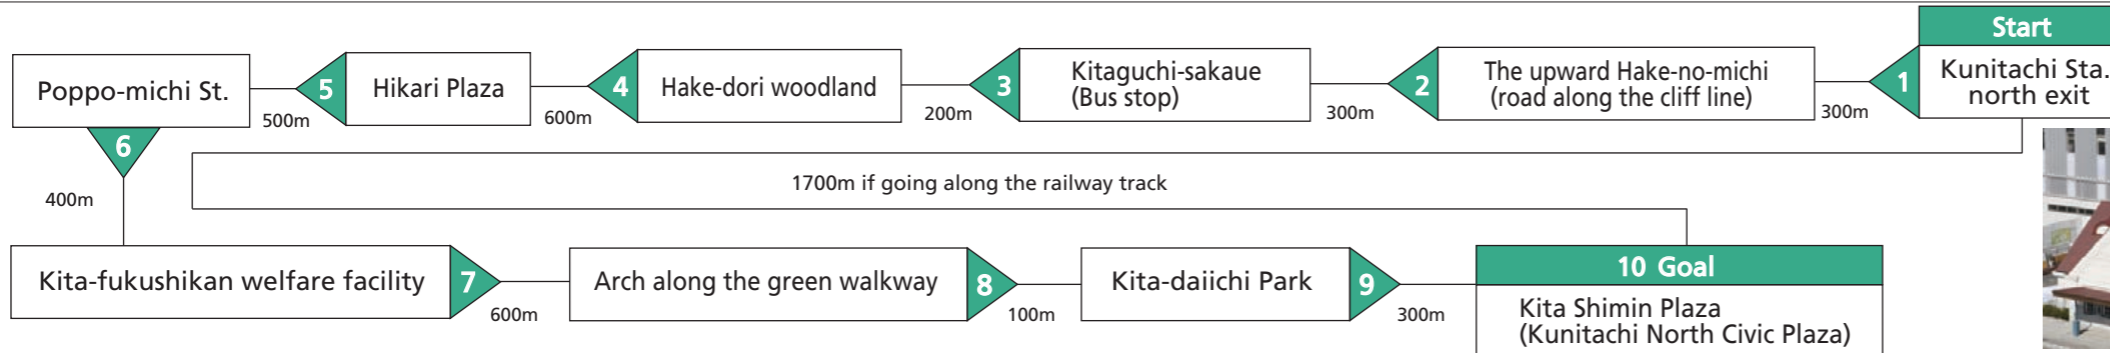 Start
Kunitachi Sta.
north exit
1
300m
The upward Hake-no-michi
(road along the cliff line)
2
300m
Kitaguchi-sakaue
(Bus stop)
3
200m
Hake-dori woodland
4
600m
Hikari Plaza
5
500m
Poppo-michi St.
6
400m
1700m if going along the railway track
Kita-fukushikan welfare facility
7
600m
Arch along the green walkway
8
100m
Kita-daiichi Park
9
300m
10 Goal
Kita Shimin Plaza
(Kunitachi North Civic Plaza)